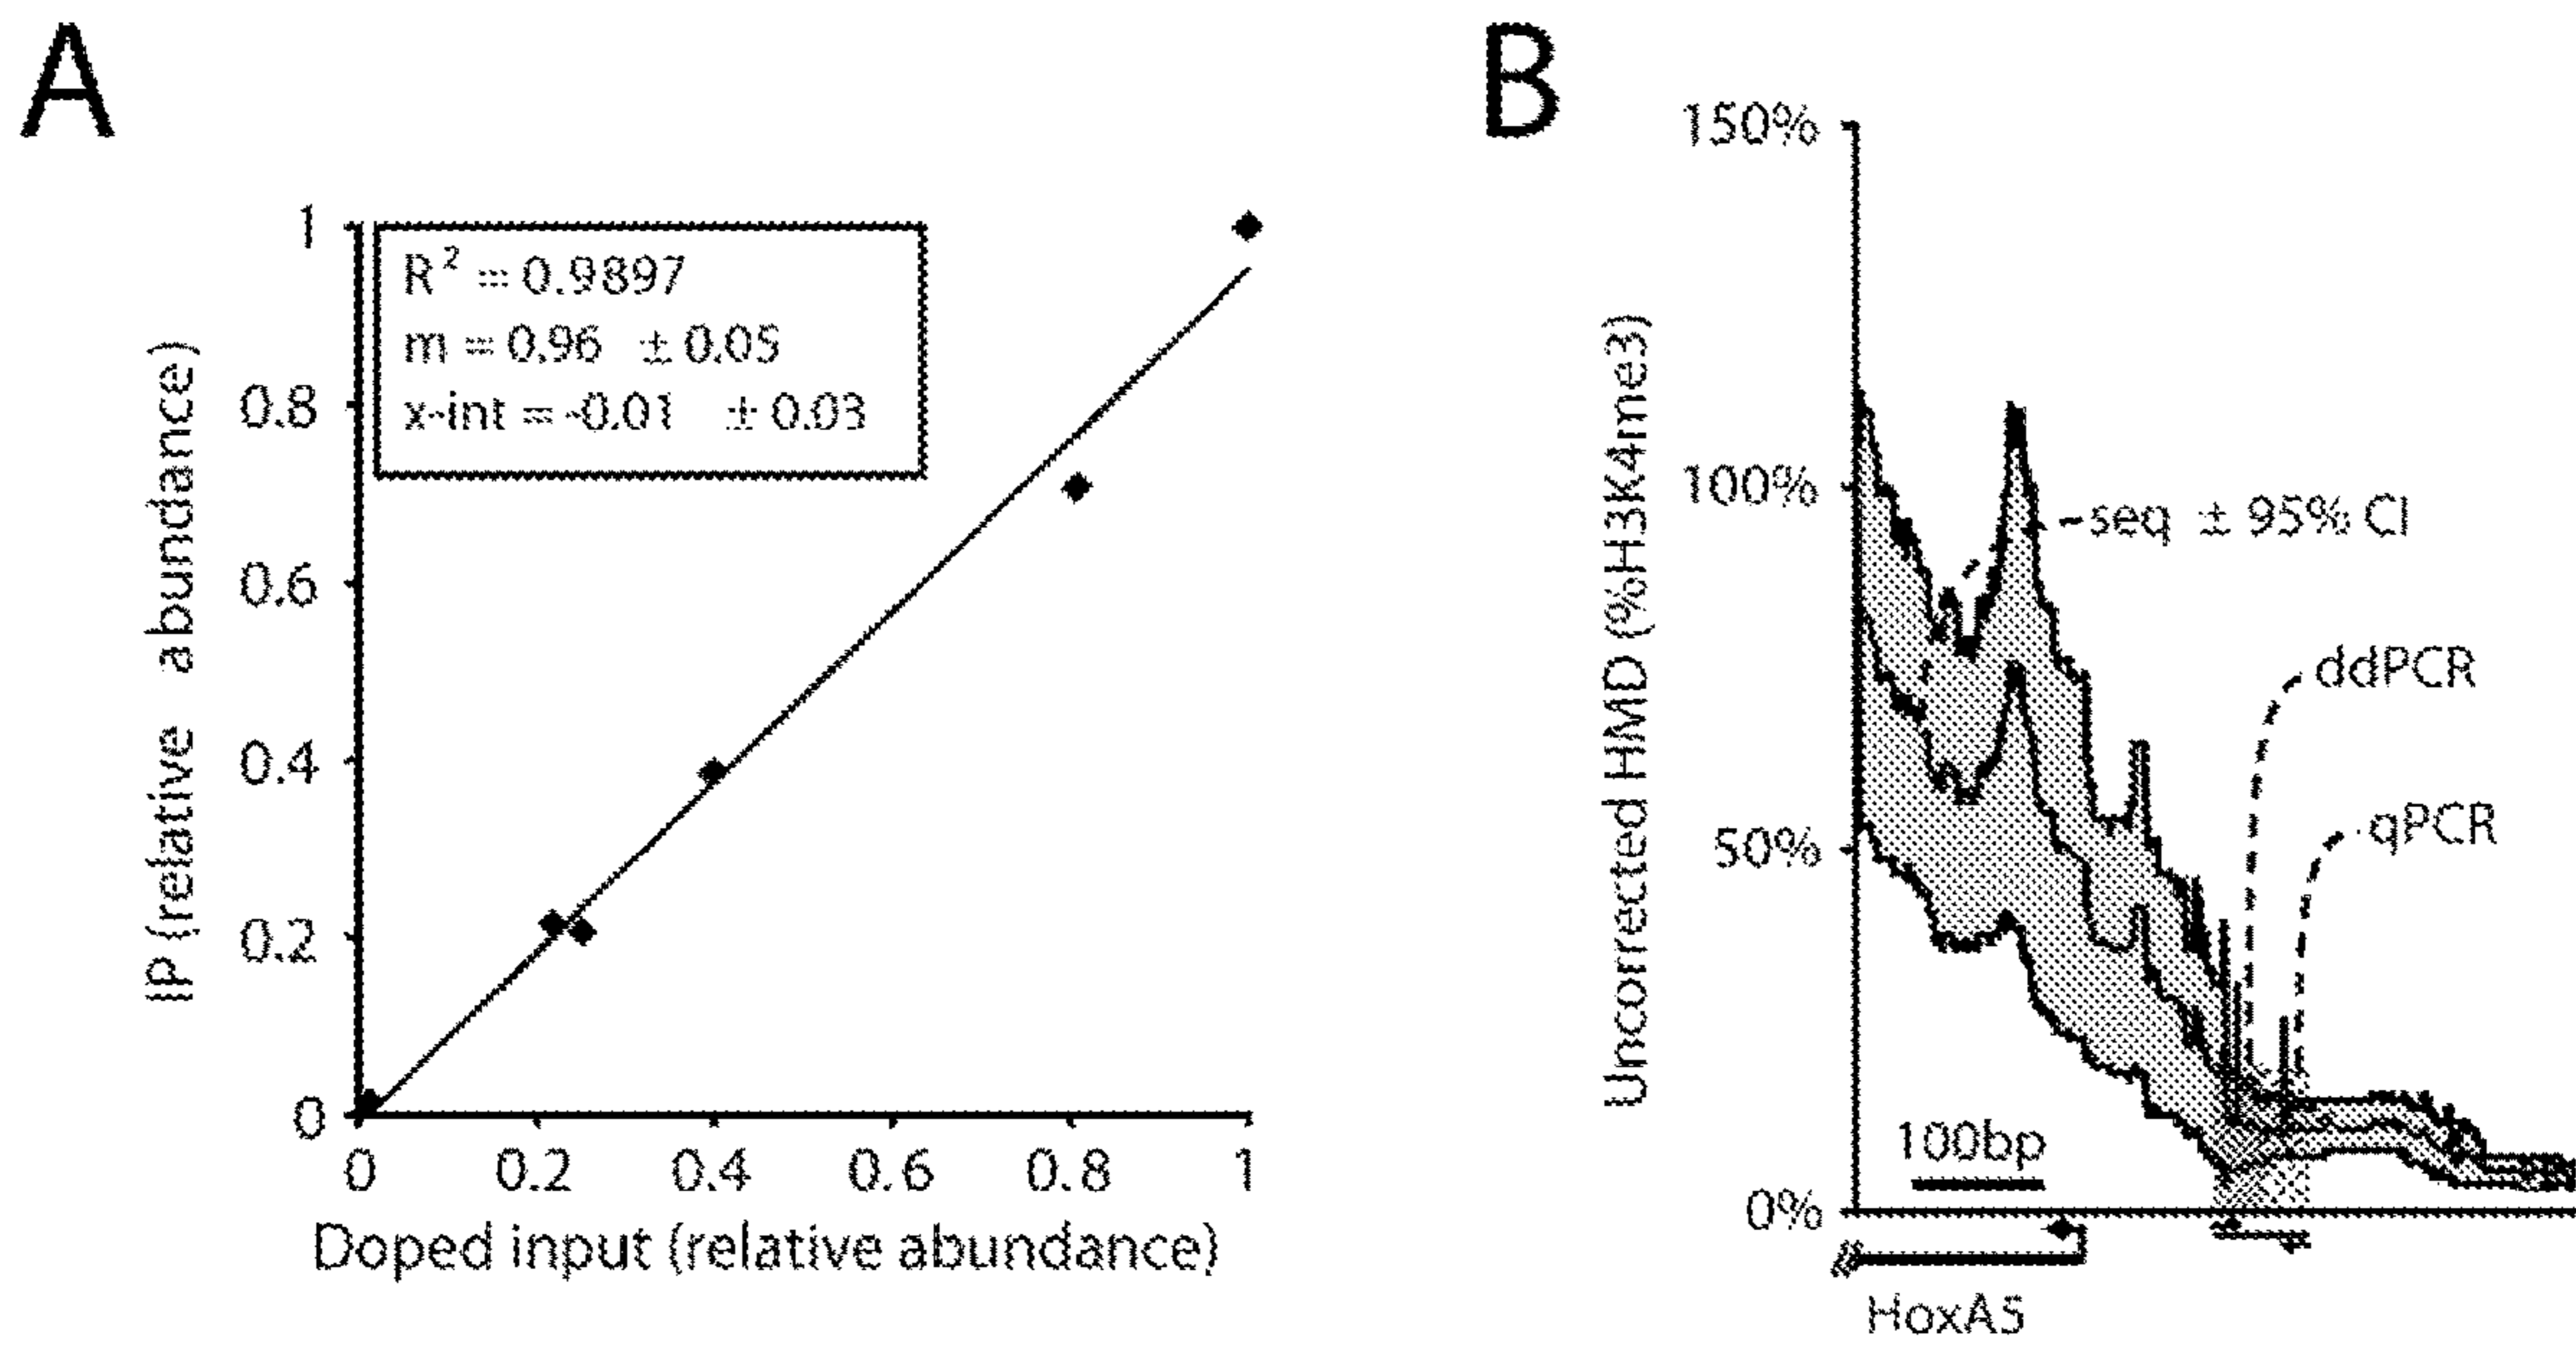 A
IP (relative abundance)
1
0.8
0.6
0.4
0.2
0
R² = 0.9897
m = 0.96 ± 0.05
x-int = -0.01 ± 0.03
0 0.2 0.4 0.6 0.8 1
Doped input (relative abundance)
B
Uncorrected HMD (%H3K4me3)
150%
100%
50%
0%
seq ± 95% CI
ddPCR
qPCR
100bp
HoxA5